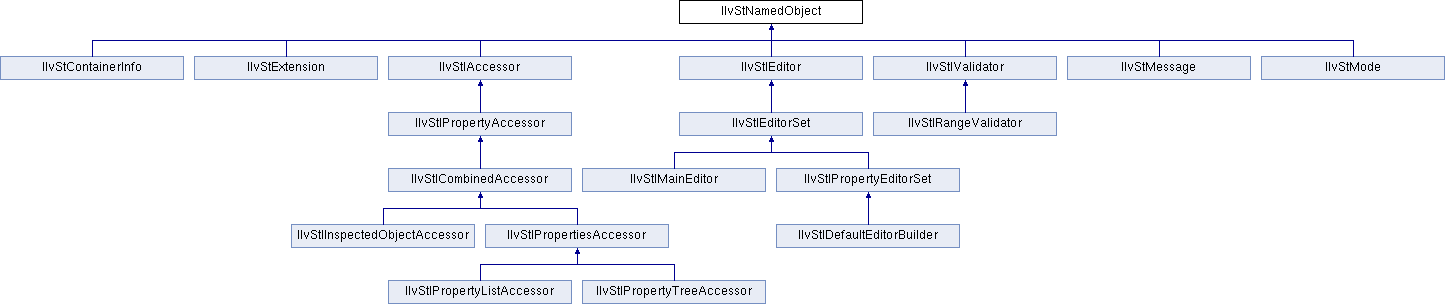 IlvStNamedObject
IlvStContainerInfo
IlvStExtension
IlvStIAccessor
IlvStIEditor
IlvStIValidator
IlvStMessage
IlvStMode
IlvStIPropertyAccessor
IlvStIEditorSet
IlvStIRangeValidator
IlvStICombinedAccessor
IlvStIMainEditor
IlvStIPropertyEditorSet
IlvStIInspectedObjectAccessor
IlvStIPropertiesAccessor
IlvStIDefaultEditorBuilder
IlvStIPropertyListAccessor
IlvStIPropertyTreeAccessor